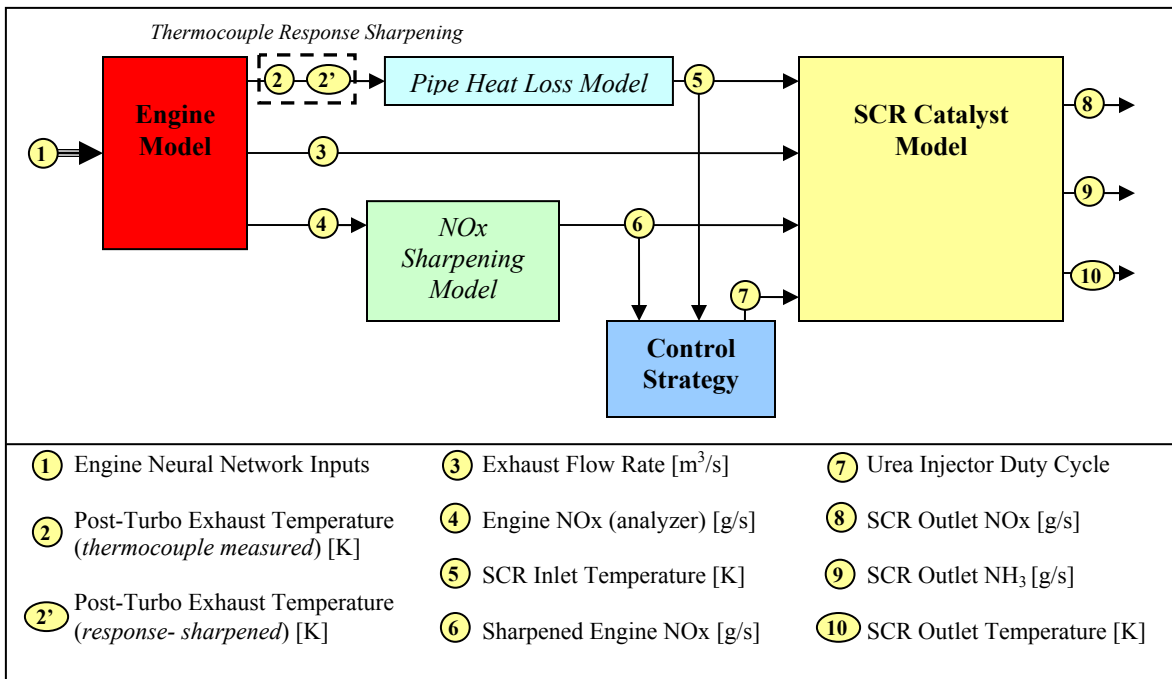 Thermocouple Response Sharpening
2
2’
Pipe Heat Loss Model
5
Engine
Model
SCR Catalyst
Model
8
1
3
9
4
NOx
Sharpening
Model
6
10
7
Control
Strategy
1 Engine Neural Network Inputs
2 Post-Turbo Exhaust Temperature
(thermocouple measured) [K]
2’ Post-Turbo Exhaust Temperature
(response- sharpened) [K]
3 Exhaust Flow Rate [m³/s]
4 Engine NOx (analyzer) [g/s]
5 SCR Inlet Temperature [K]
6 Sharpened Engine NOx [g/s]
7 Urea Injector Duty Cycle
8 SCR Outlet NOx [g/s]
9 SCR Outlet NH₃ [g/s]
10 SCR Outlet Temperature [K]